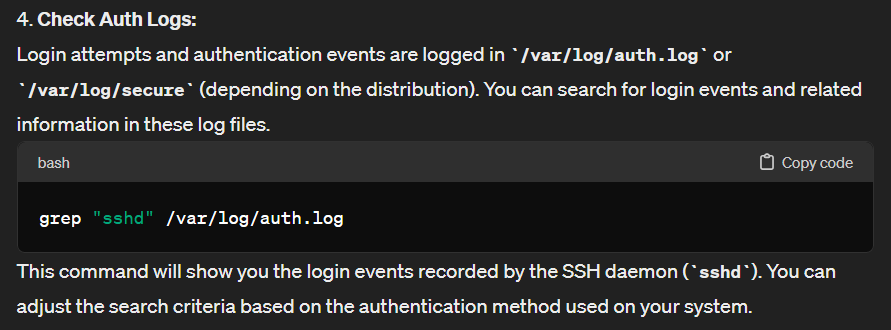 4. Check Auth Logs:
Login attempts and authentication events are logged in `/var/log/auth.log` or
`/var/log/secure` (depending on the distribution). You can search for login events and related
information in these log files.
bash Copy code
grep "sshd" /var/log/auth.log
This command will show you the login events recorded by the SSH daemon (`sshd`). You can
adjust the search criteria based on the authentication method used on your system.